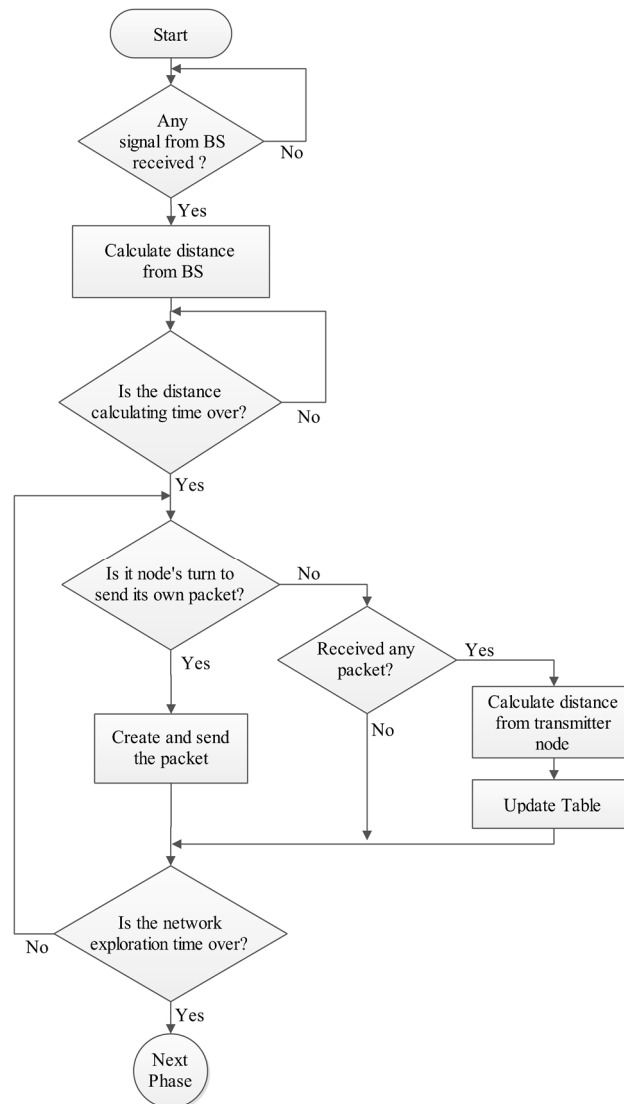 Start
Any
signal from BS
received ?
No
Yes
Calculate distance
from BS
Is the distance
calculating time over?
No
Yes
Is it node's turn to
send its own packet?
No
Yes
Received any
packet?
Yes
No
Calculate distance
from transmitter
node
Create and send
the packet
Update Table
Is the network
exploration time over?
No
Yes
Next
Phase